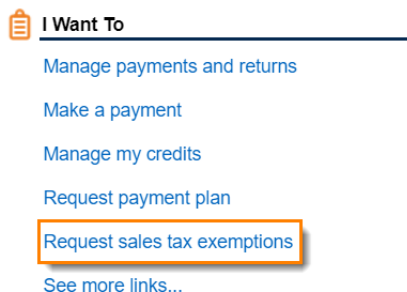 I Want To
Manage payments and returns
Make a payment
Manage my credits
Request payment plan
Request sales tax exemptions
See more links...